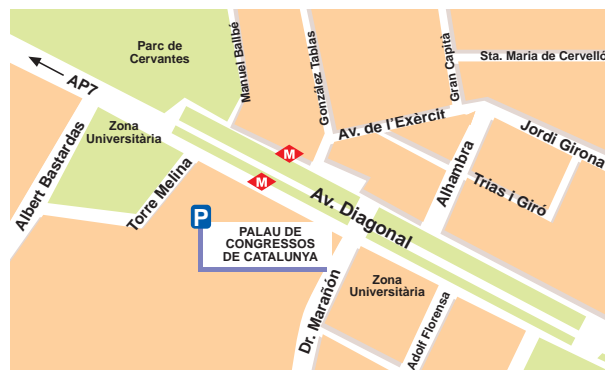 Parc de
Cervantes
Manuel Ballbé
González Tablas
Gran Capità
Sta. Maria de Cervelló
AP7
Av. de l'Exèrcit
Jordi Girona
Zona
Universitària
Albert Bastardas
Torre Melina
M
M
Alhambra
Trias i Giró
Av. Diagonal
P
PALAU DE
CONGRESSOS
DE CATALUNYA
Dr. Marañón
Zona
Universitària
Adolf Florensa